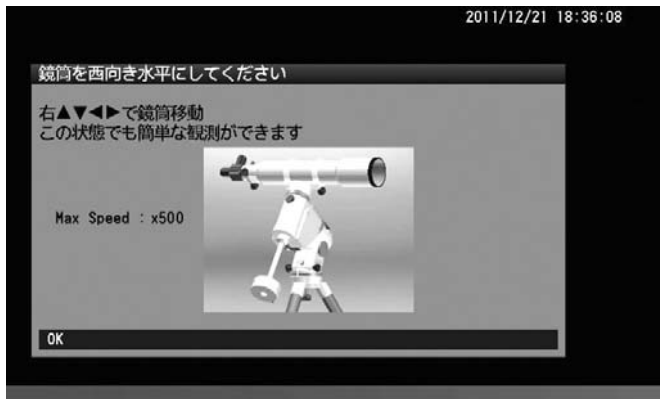 2011/12/21 18:36:08
鏡筒を西向き水平にしてください
右▲▼◀▶で鏡筒移動
この状態でも簡単な観測ができます
Max Speed : x500
OK